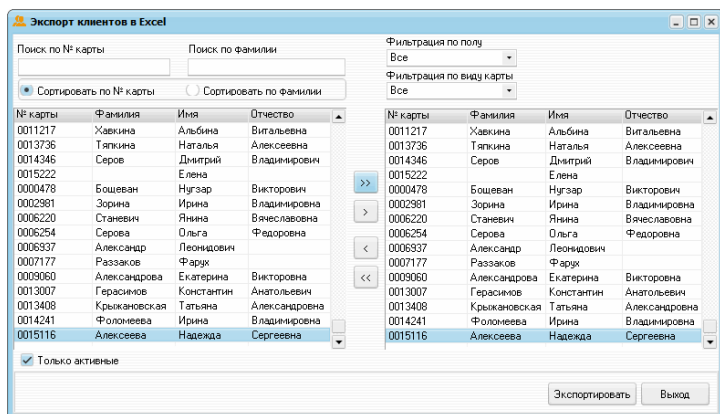 Экспорт клиентов в Excel
Поиск по № карты Поиск по фамилии
Сортировать по № карты Сортировать по фамилии
Фильтрация по полу
Все
Фильтрация по виду карты
Все
№ карты Фамилия Имя Отчество
0011217 Хавкина Альбина Витальевна
0013736 Тяпкина Наталья Алексеевна
0014346 Серов Дмитрий Владимирович
0015222 Елена
0000478 Бощеван Нугзар Викторович
0002981 Зорина Ирина Владимировна
0006220 Станевич Янина Вячеславовна
0006254 Серова Ольга Федоровна
0006937 Александр Леонидович
0007177 Раззаков Фарух
0009060 Александрова Екатерина Викторовна
0013007 Герасимов Константин Анатольевич
0013408 Крыжановская Татьяна Александровна
0014241 Фоломеева Ирина Владимировна
0015116 Алексеева Надежда Сергеевна
>>
>
<
<<
№ карты Фамилия Имя Отчество
0011217 Хавкина Альбина Витальевна
0013736 Тяпкина Наталья Алексеевна
0014346 Серов Дмитрий Владимирович
0015222 Елена
0000478 Бощеван Нугзар Викторович
0002981 Зорина Ирина Владимировна
0006220 Станевич Янина Вячеславовна
0006254 Серова Ольга Федоровна
0006937 Александр Леонидович
0007177 Раззаков Фарух
0009060 Александрова Екатерина Викторовна
0013007 Герасимов Константин Анатольевич
0013408 Крыжановская Татьяна Александровна
0014241 Фоломеева Ирина Владимировна
0015116 Алексеева Надежда Сергеевна
Только активные
Экспортировать Выход